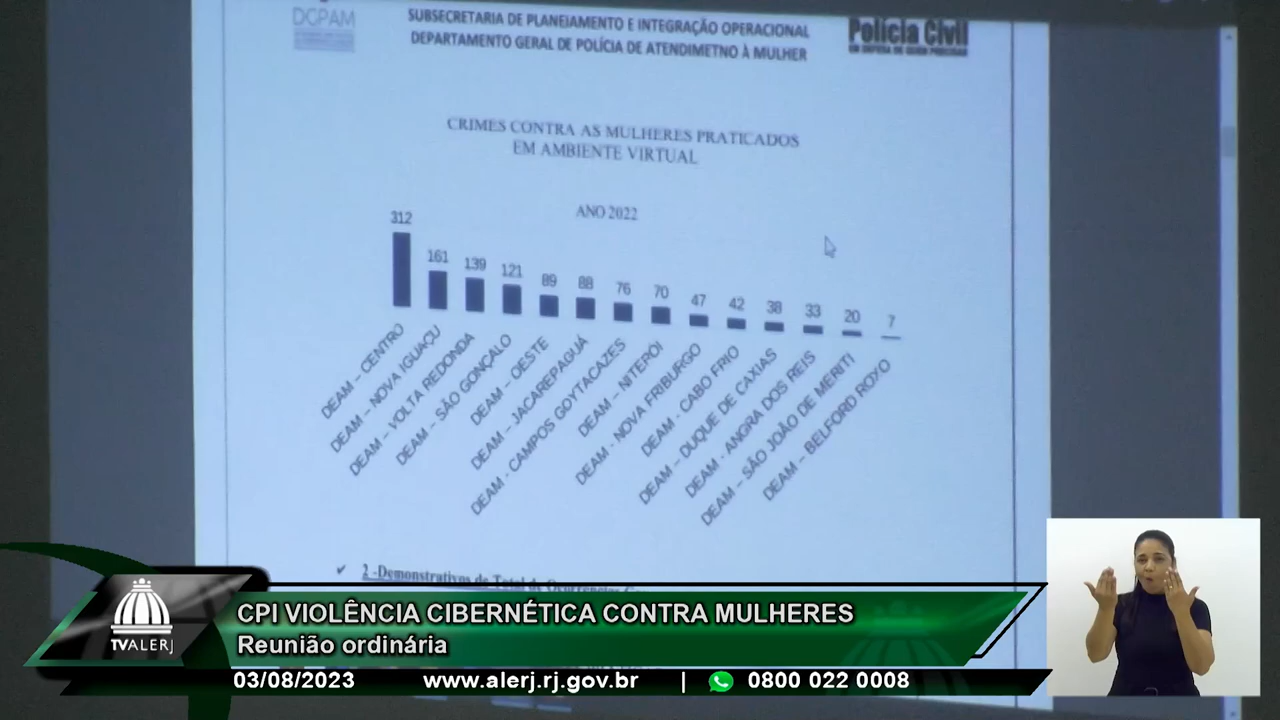 DCPAM
SUBSECRETARIA DE PLANEJAMENTO E INTEGRAÇÃO OPERACIONAL
DEPARTAMENTO GERAL DE POLÍCIA DE ATENDIMETNO À MULHER
Polícia Civil
CRIMES CONTRA AS MULHERES PRATICADOS
EM AMBIENTE VIRTUAL
ANO 2022
312
161
139
121
89
88
76
70
47
42
38
33
20
7
DEAM – CENTRO
DEAM – NOVA IGUAÇU
DEAM – VOLTA REDONDA
DEAM – SÃO GONÇALO
DEAM – OESTE
DEAM – JACAREPAGUÁ
DEAM - CAMPOS GOYTACAZES
DEAM – NITERÓI
DEAM - NOVA FRIBURGO
DEAM - CABO FRIO
DEAM – DUQUE DE CAXIAS
DEAM - ANGRA DOS REIS
DEAM – SÃO JOÃO DE MERITI
DEAM – BELFORD ROXO
✔ 2 -Demonstrativos de Total de Ocorrências
TVALERJ
CPI VIOLÊNCIA CIBERNÉTICA CONTRA MULHERES
Reunião ordinária
03/08/2023 www.alerj.rj.gov.br | 0800 022 0008